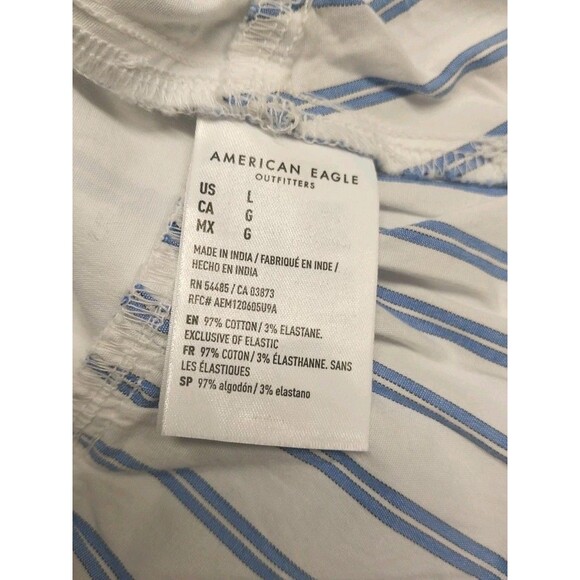 AMERICAN EAGLE
OUTFITTERS
US L
CA G
MX G
MADE IN INDIA / FABRIQUÉ EN INDE /
HECHO EN INDIA
RN 54485 / CA 03873
RFC# AEM120605U9A
EN 97% COTTON / 3% ELASTANE.
EXCLUSIVE OF ELASTIC
FR 97% COTON / 3% ÉLASTHANNE. SANS
LES ÉLASTIQUES
SP 97% algodón / 3% elastano